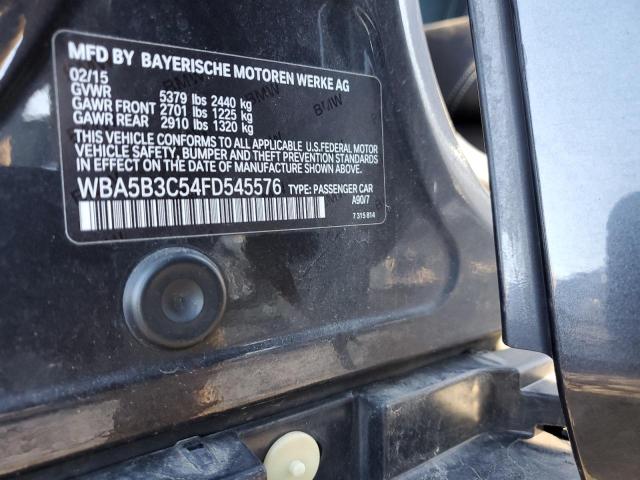 MFD BY BAYERISCHE MOTOREN WERKE AG
02/15
GVWR 5379 lbs 2440 kg
GAWR FRONT 2701 lbs 1225 kg
GAWR REAR 2910 lbs 1320 kg
THIS VEHICLE CONFORMS TO ALL APPLICABLE U.S.FEDERAL MOTOR
VEHICLE SAFETY, BUMPER AND THEFT PREVENTION STANDARDS
IN EFFECT ON THE DATE OF MANUFACTURE SHOWN ABOVE.
WBA5B3C54FD545576 TYPE: PASSENGER CAR
A90/7
7 315 814
BMW
BMW